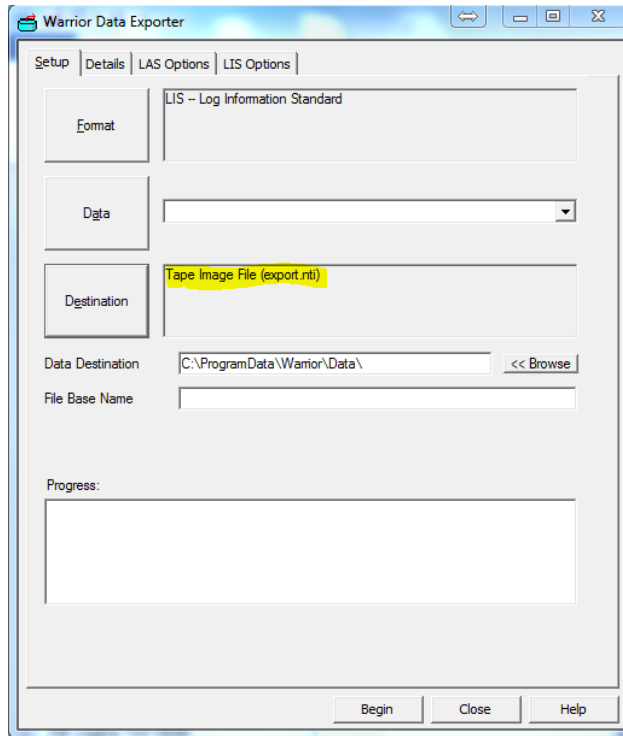 Warrior Data Exporter
Setup Details LAS Options LIS Options
Format
LIS -- Log Information Standard
Data
Destination
Tape Image File (export.nti)
Data Destination
C:\ProgramData\Warrior\Data\
<< Browse
File Base Name
Progress:
Begin Close Help